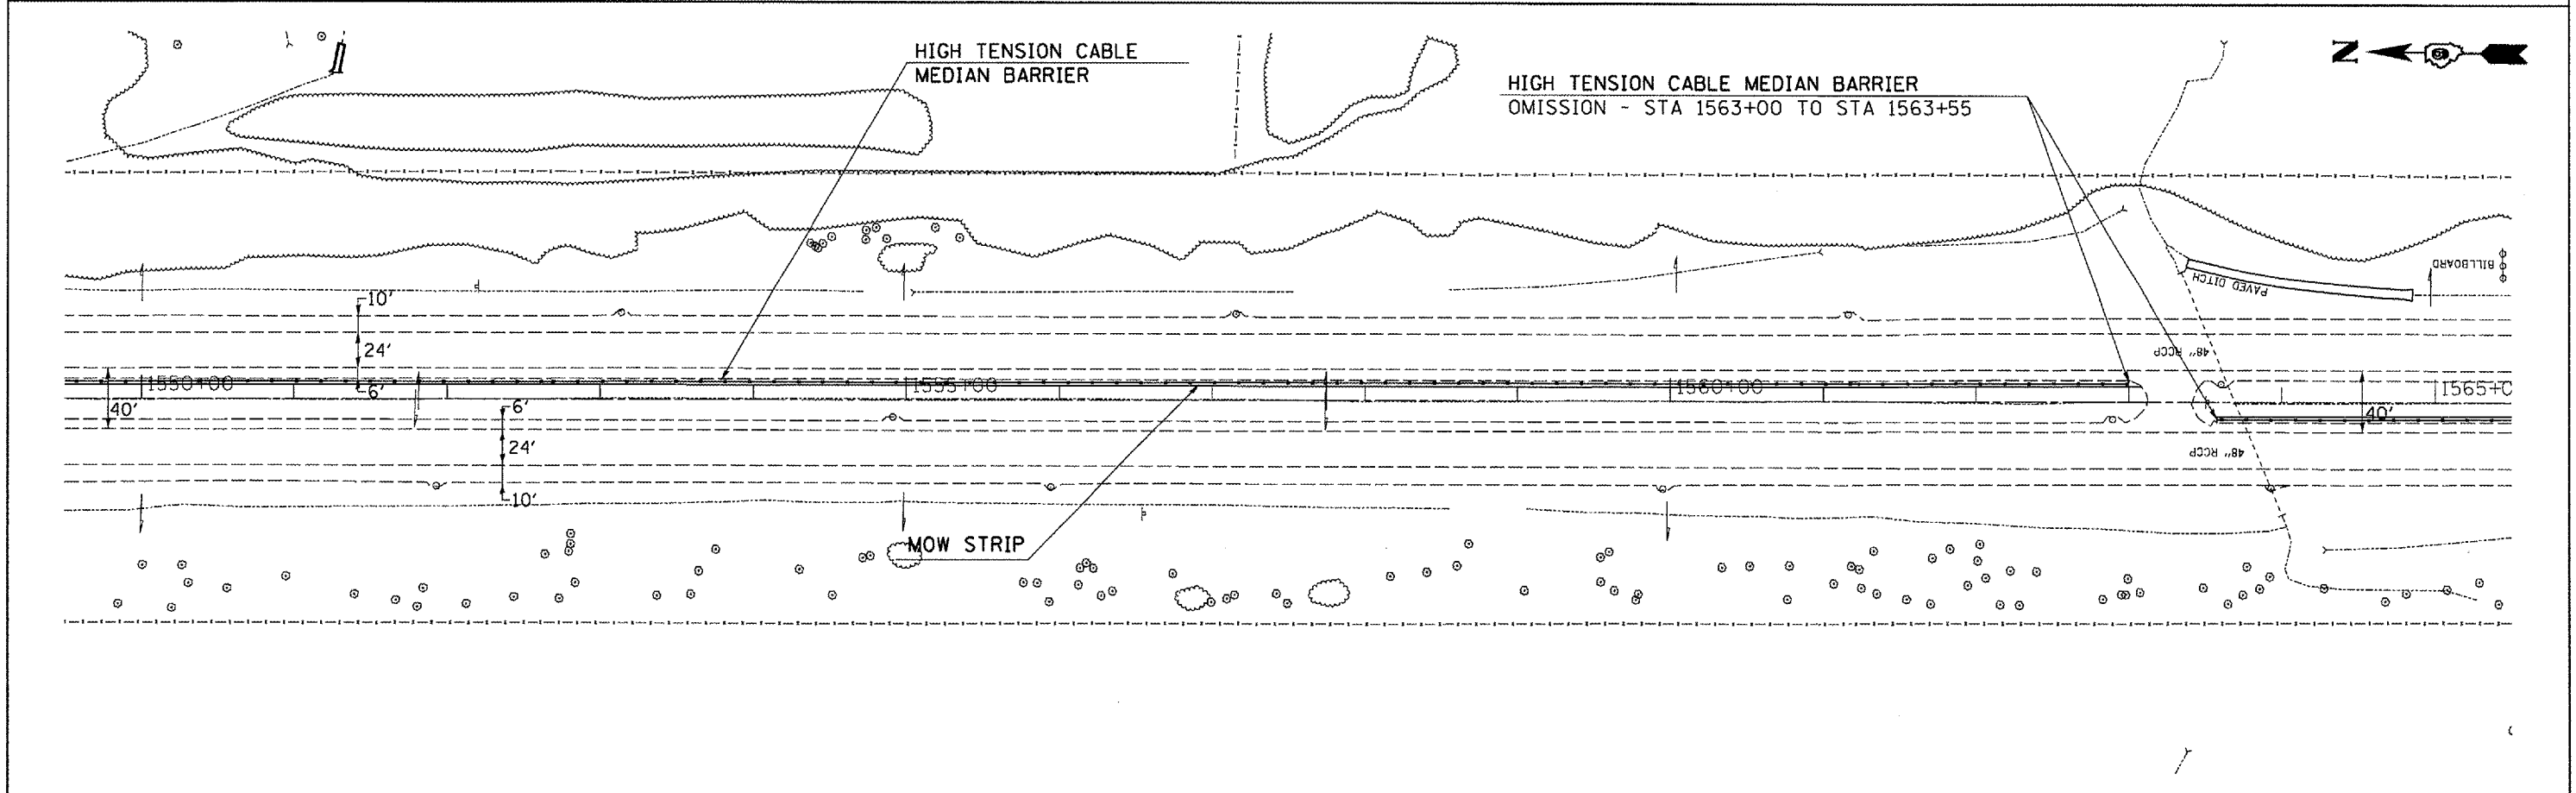 HIGH TENSION CABLE
MEDIAN BARRIER
HIGH TENSION CABLE MEDIAN BARRIER
OMISSION - STA 1563+00 TO STA 1563+55
N
BILLBOARD
PAVED DITCH
10'
24'
48" RCCP
1550+00
1555+00
1560+00
1565+0
6'
40'
6'
40'
24'
48" RCCP
10'
MOW STRIP